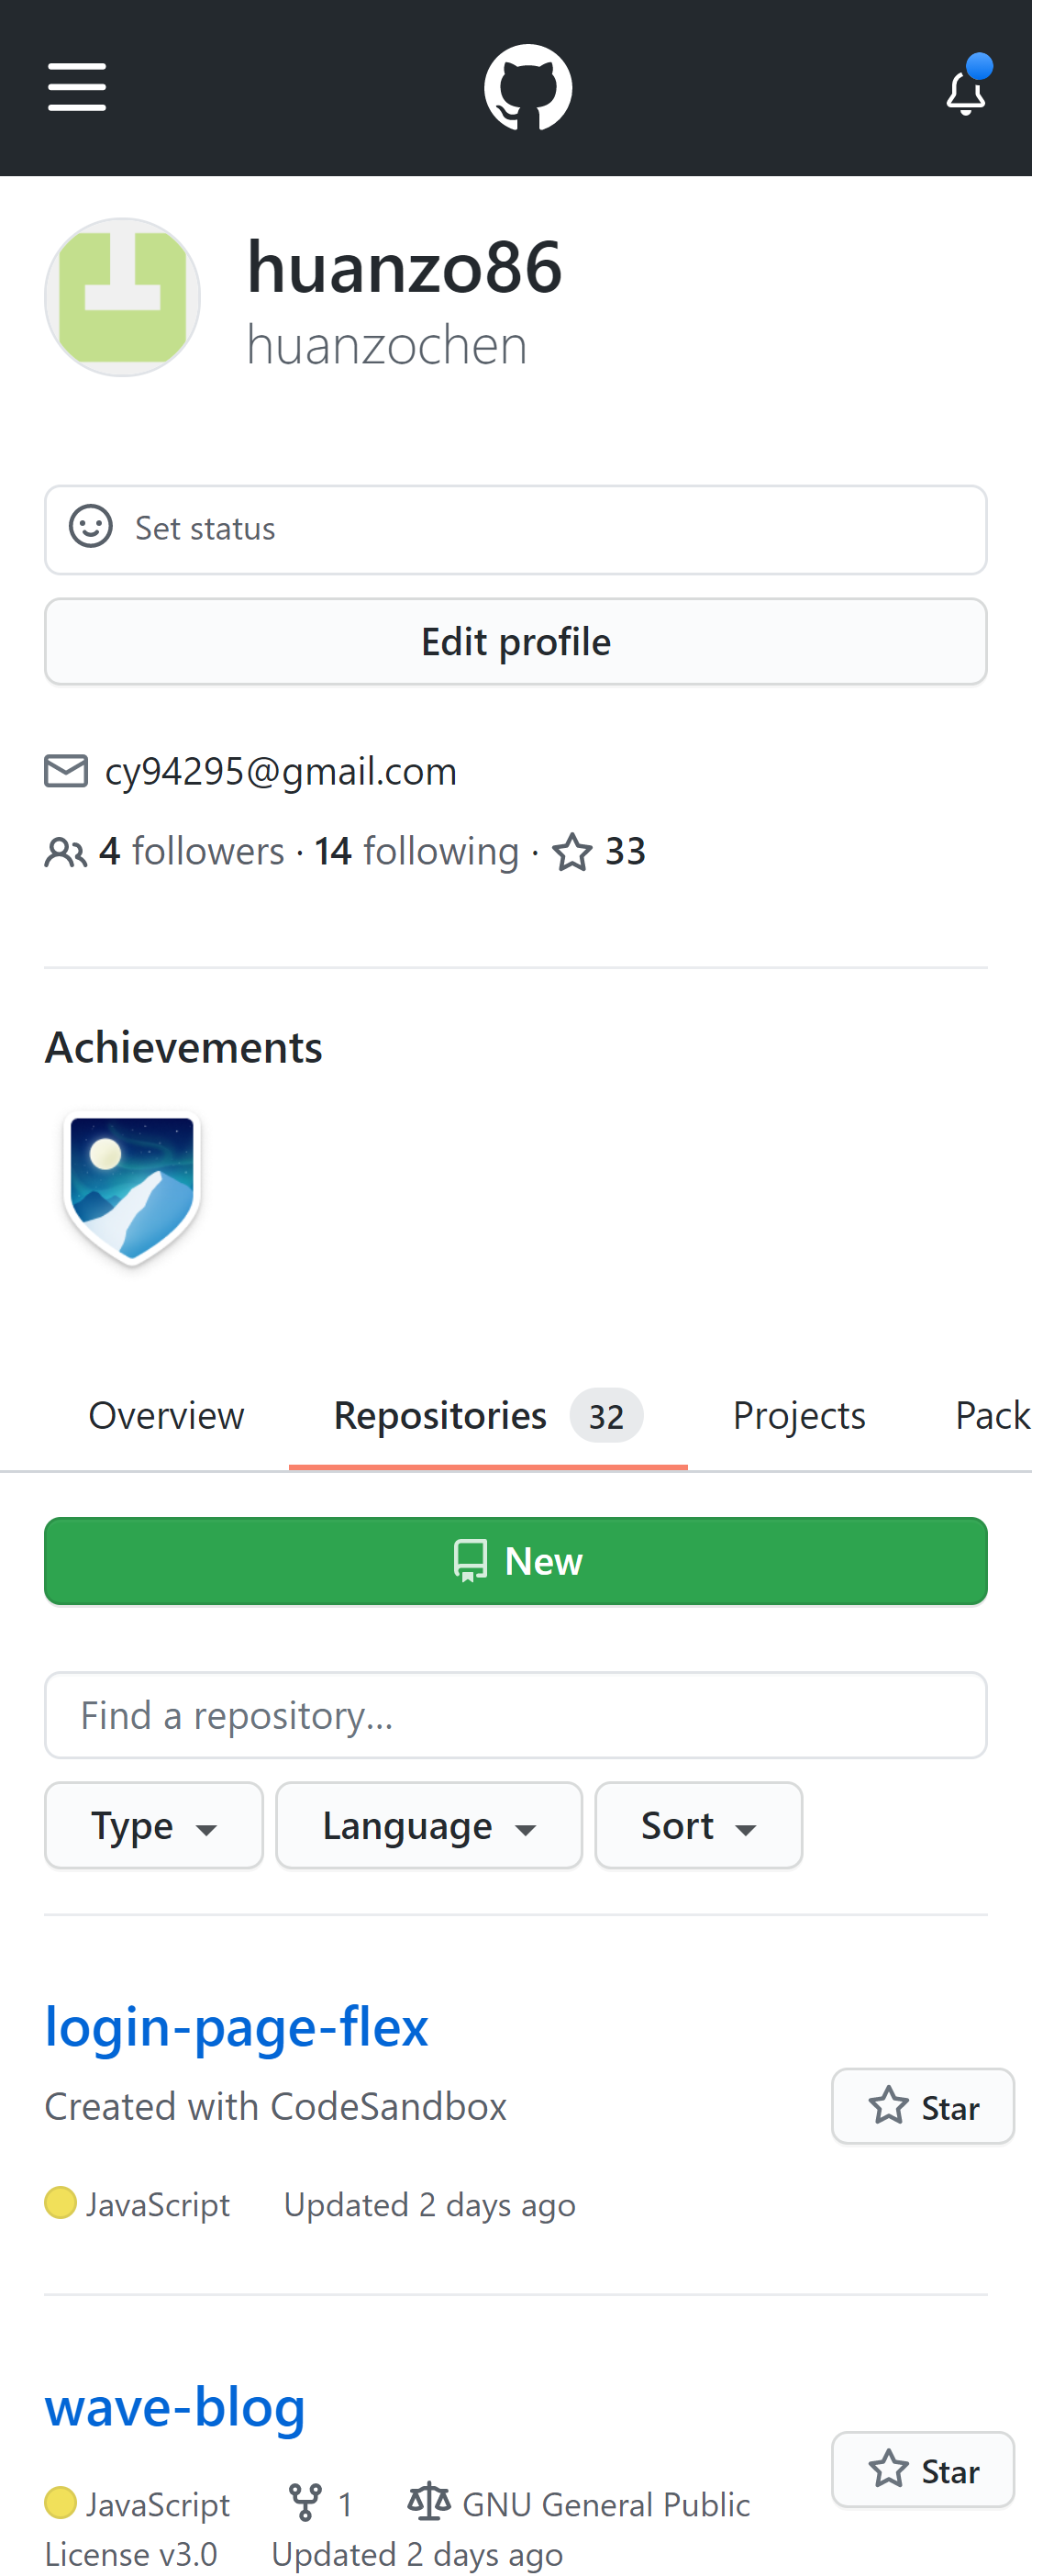 huanzo86
huanzochen
Set status
Edit profile
cy94295@gmail.com
4 followers · 14 following · 33
Achievements
Overview Repositories 32 Projects Pack
New
Find a repository...
Type Language Sort
login-page-flex
Created with CodeSandbox
Star
JavaScript Updated 2 days ago
wave-blog
Star
JavaScript 1 GNU General Public
License v3.0 Updated 2 days ago